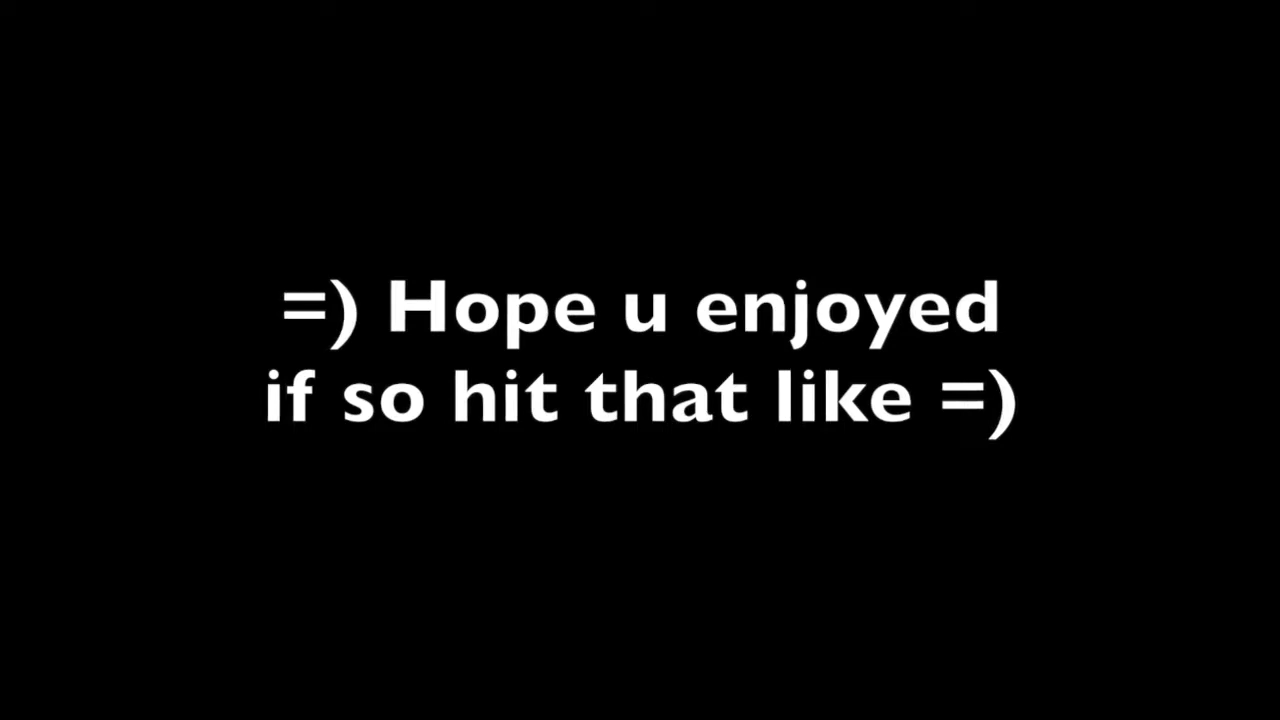 =) Hope u enjoyed
if so hit that like =)